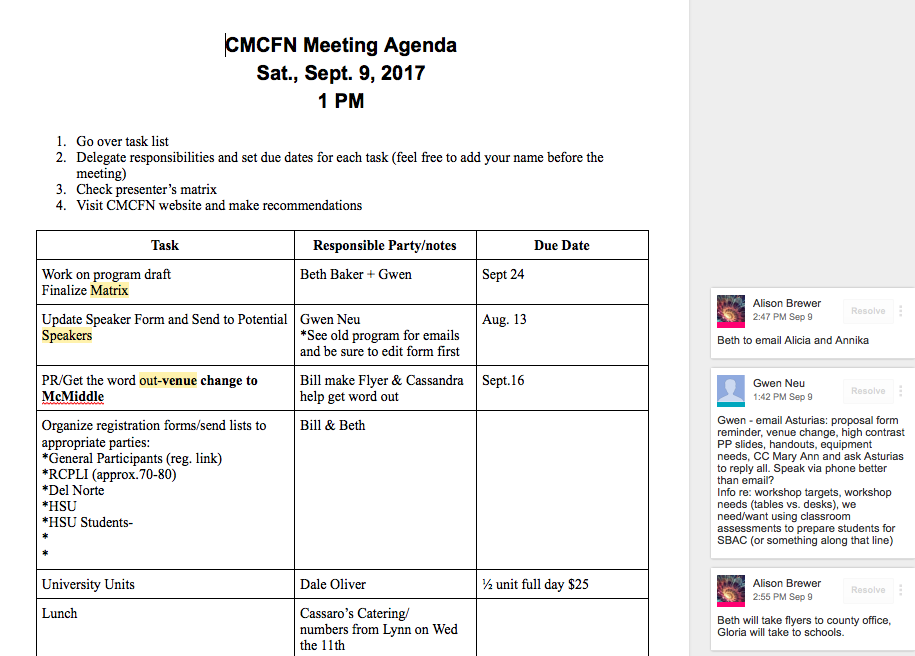 CMCFN Meeting Agenda
Sat., Sept. 9, 2017
1 PM
1. Go over task list
2. Delegate responsibilities and set due dates for each task (feel free to add your name before the
meeting)
3. Check presenter's matrix
4. Visit CMCFN website and make recommendations
Task Responsible Party/notes Due Date
Work on program draft
Finalize Matrix
Beth Baker + Gwen
Sept 24
Update Speaker Form and Send to Potential
Speakers
Gwen Neu
*See old program for emails
and be sure to edit form first
Aug. 13
PR/Get the word out-venue change to
McMiddle
Bill make Flyer & Cassandra
help get word out
Sept.16
Organize registration forms/send lists to
appropriate parties:
*General Participants (reg. link)
*RCPLI (approx.70-80)
*Del Norte
*HSU
*HSU Students-
*
*
Bill & Beth
University Units
Dale Oliver
½ unit full day $25
Lunch
Cassaro's Catering/
numbers from Lynn on Wed
the 11th
Alison Brewer
2:47 PM Sep 9
Resolve
Beth to email Alicia and Annika
Gwen Neu
1:42 PM Sep 9
Resolve
Gwen - email Asturias: proposal form
reminder, venue change, high contrast
PP slides, handouts, equipment
needs, CC Mary Ann and ask Asturias
to reply all. Speak via phone better
than email?
Info re: workshop targets, workshop
needs (tables vs. desks), we
need/want using classroom
assessments to prepare students for
SBAC (or something along that line)
Alison Brewer
2:55 PM Sep 9
Resolve
Beth will take flyers to county office,
Gloria will take to schools.